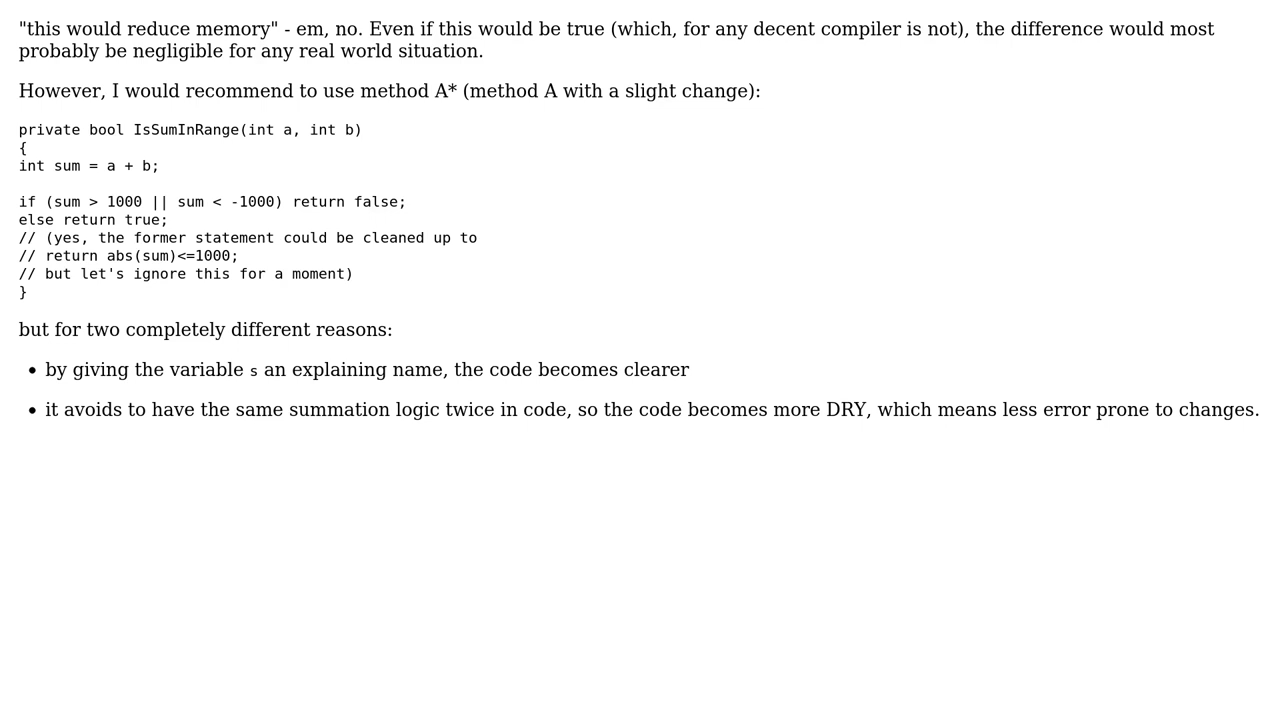 "this would reduce memory" - em, no. Even if this would be true (which, for any decent compiler is not), the difference would most
probably be negligible for any real world situation.
However, I would recommend to use method A* (method A with a slight change):
private bool IsSumInRange(int a, int b)
{
int sum = a + b;
if (sum > 1000 || sum < -1000) return false;
else return true;
// (yes, the former statement could be cleaned up to
// return abs(sum)<=1000;
// but let's ignore this for a moment)
}
but for two completely different reasons:
• by giving the variable s an explaining name, the code becomes clearer
• it avoids to have the same summation logic twice in code, so the code becomes more DRY, which means less error prone to changes.